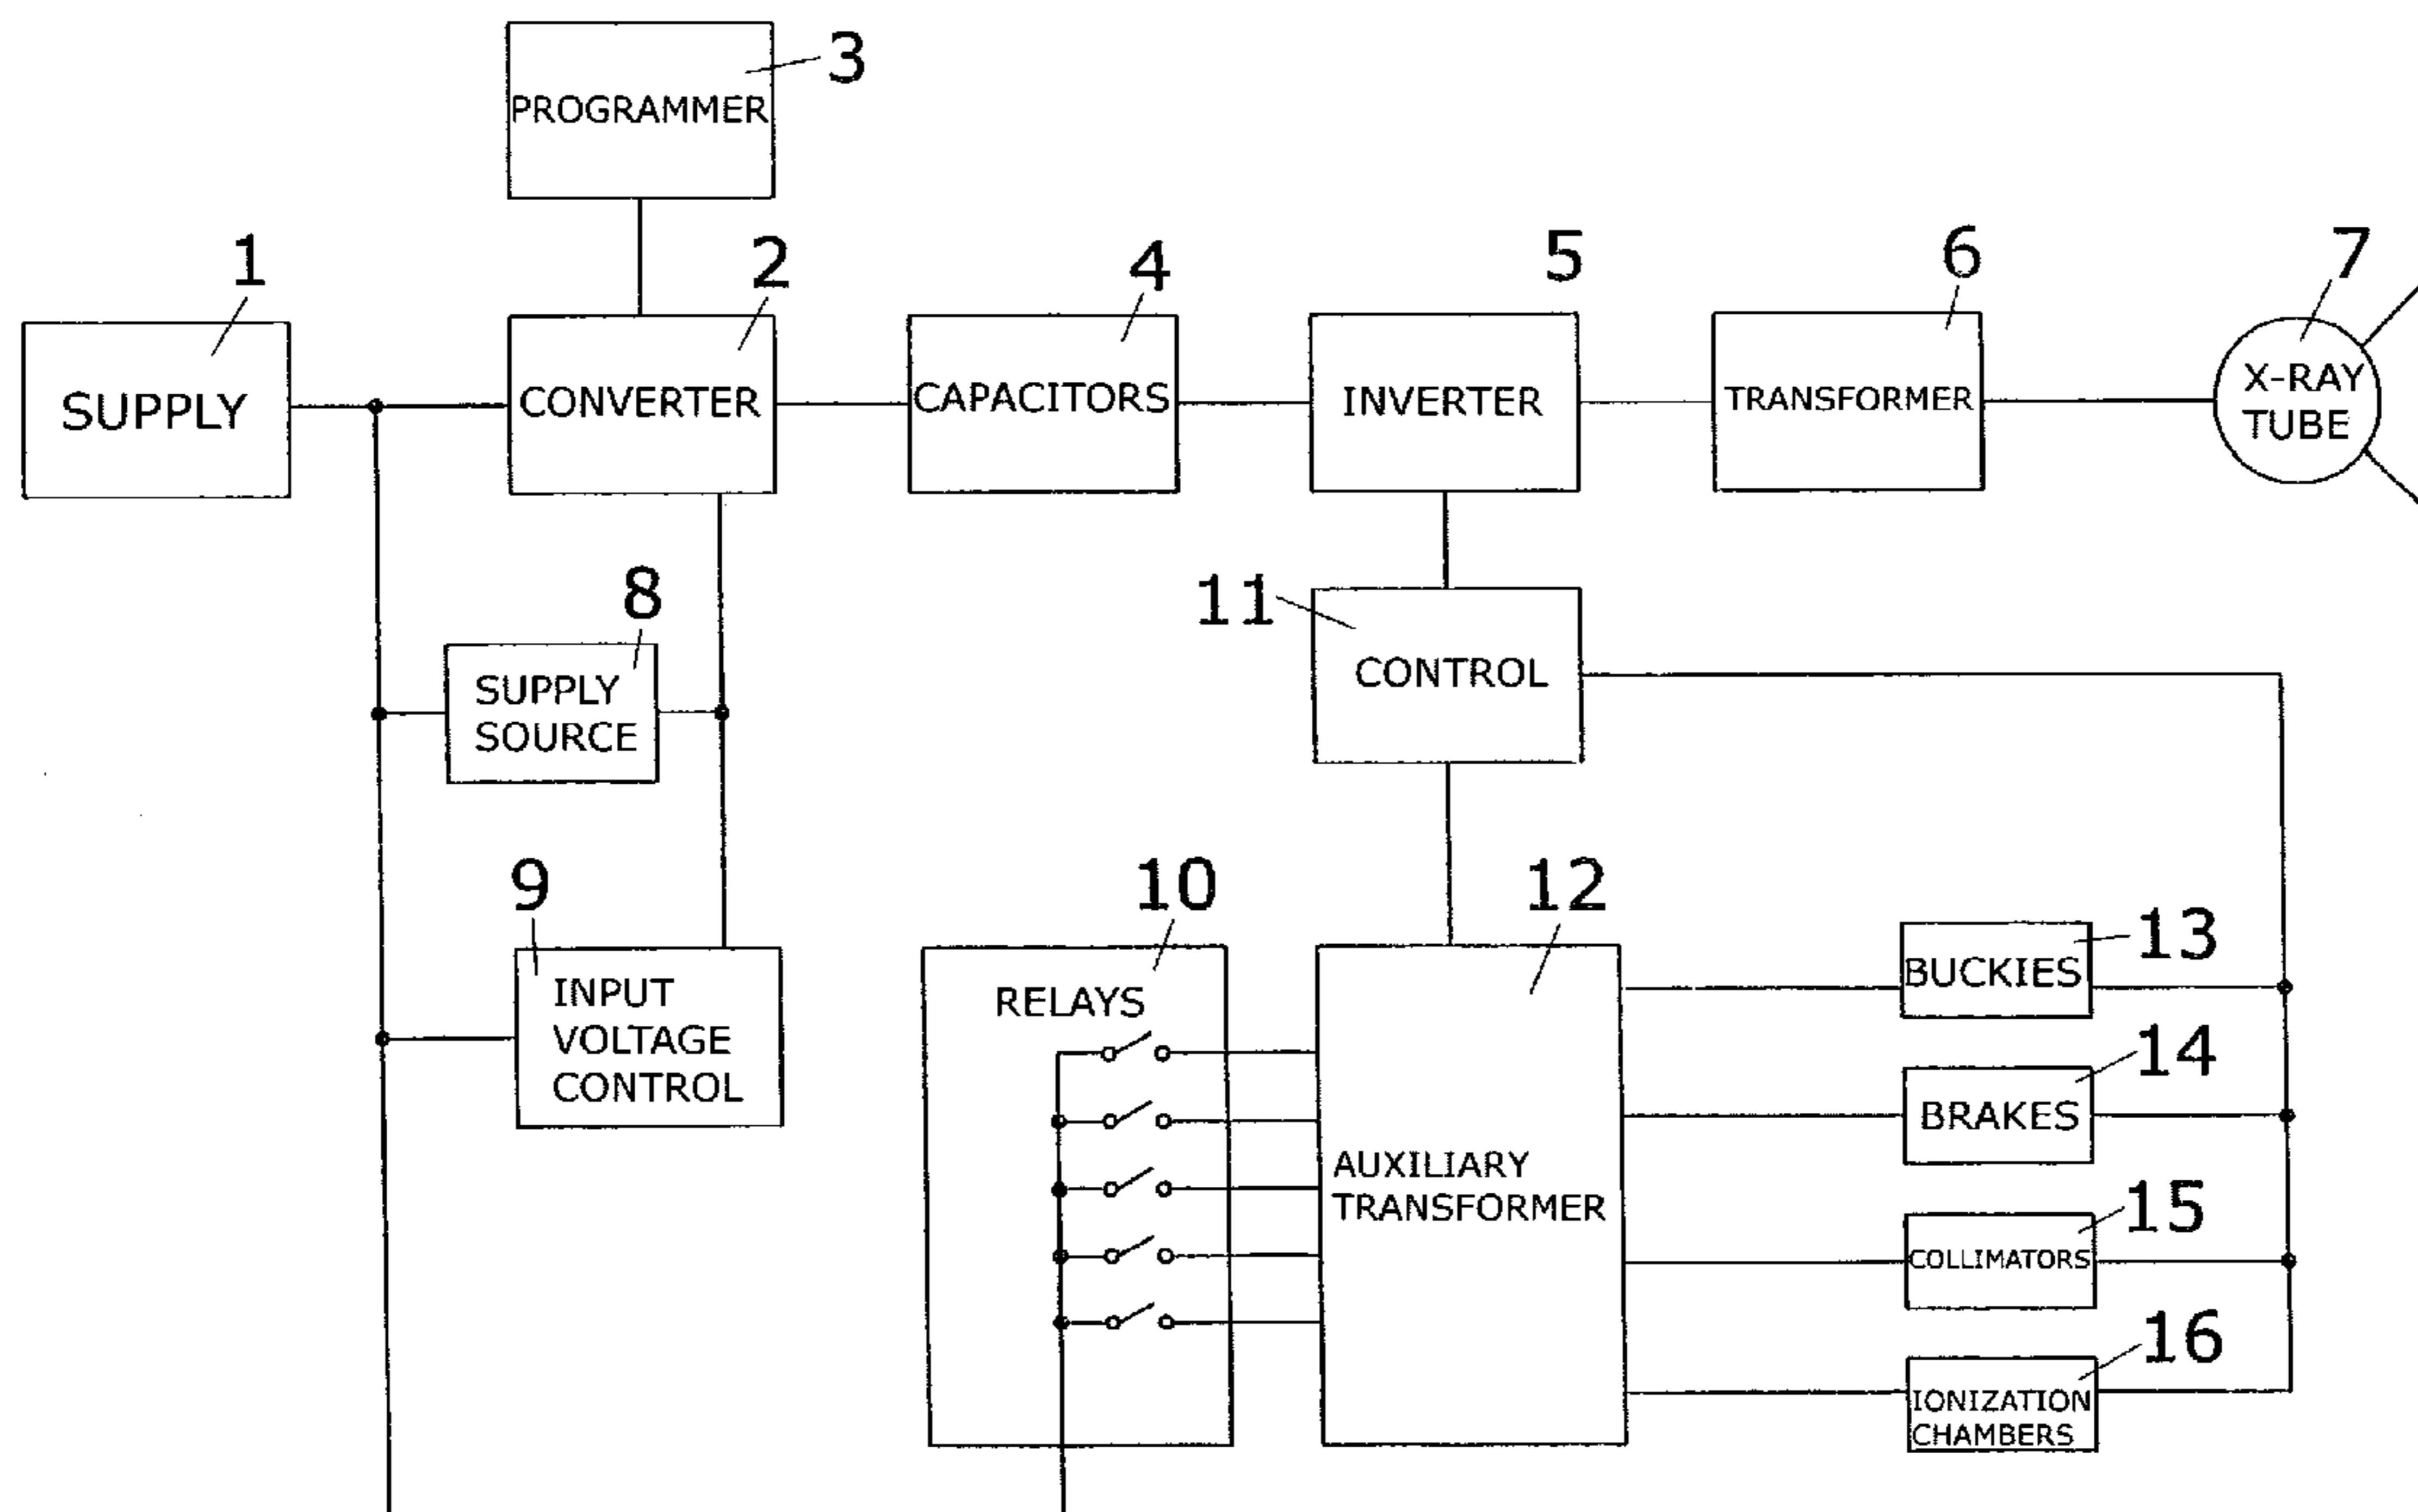 3
PROGRAMMER
1
2
4
5
6
7
SUPPLY
CONVERTER
CAPACITORS
INVERTER
TRANSFORMER
X-RAY
TUBE
8
SUPPLY
SOURCE
11
CONTROL
9
INPUT
VOLTAGE
CONTROL
10
RELAYS
12
AUXILIARY
TRANSFORMER
13
BUCKIES
14
BRAKES
15
COLLIMATORS
16
IONIZATION
CHAMBERS